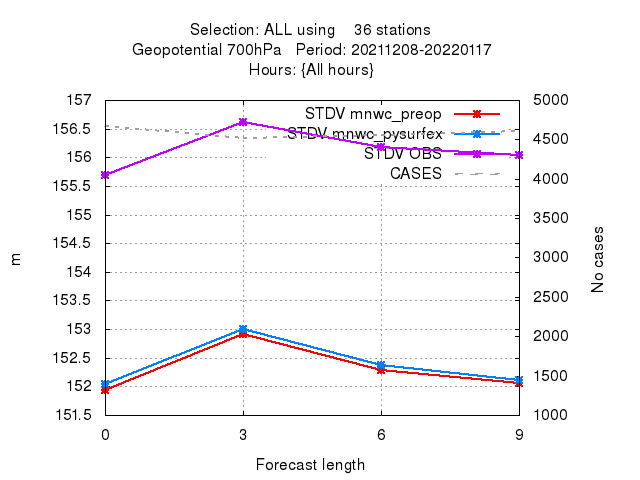 Selection: ALL using 36 stations
Geopotential 700hPa Period: 20211208-20220117
Hours: {All hours}
157
156.5
156
155.5
155
154.5
154
153.5
153
152.5
152
151.5
m
5000
4500
4000
3500
3000
2500
2000
1500
1000
No cases
STDV mnwc_preop
STDV mnwc_pysurfex
STDV OBS
CASES
0
3
6
9
Forecast length